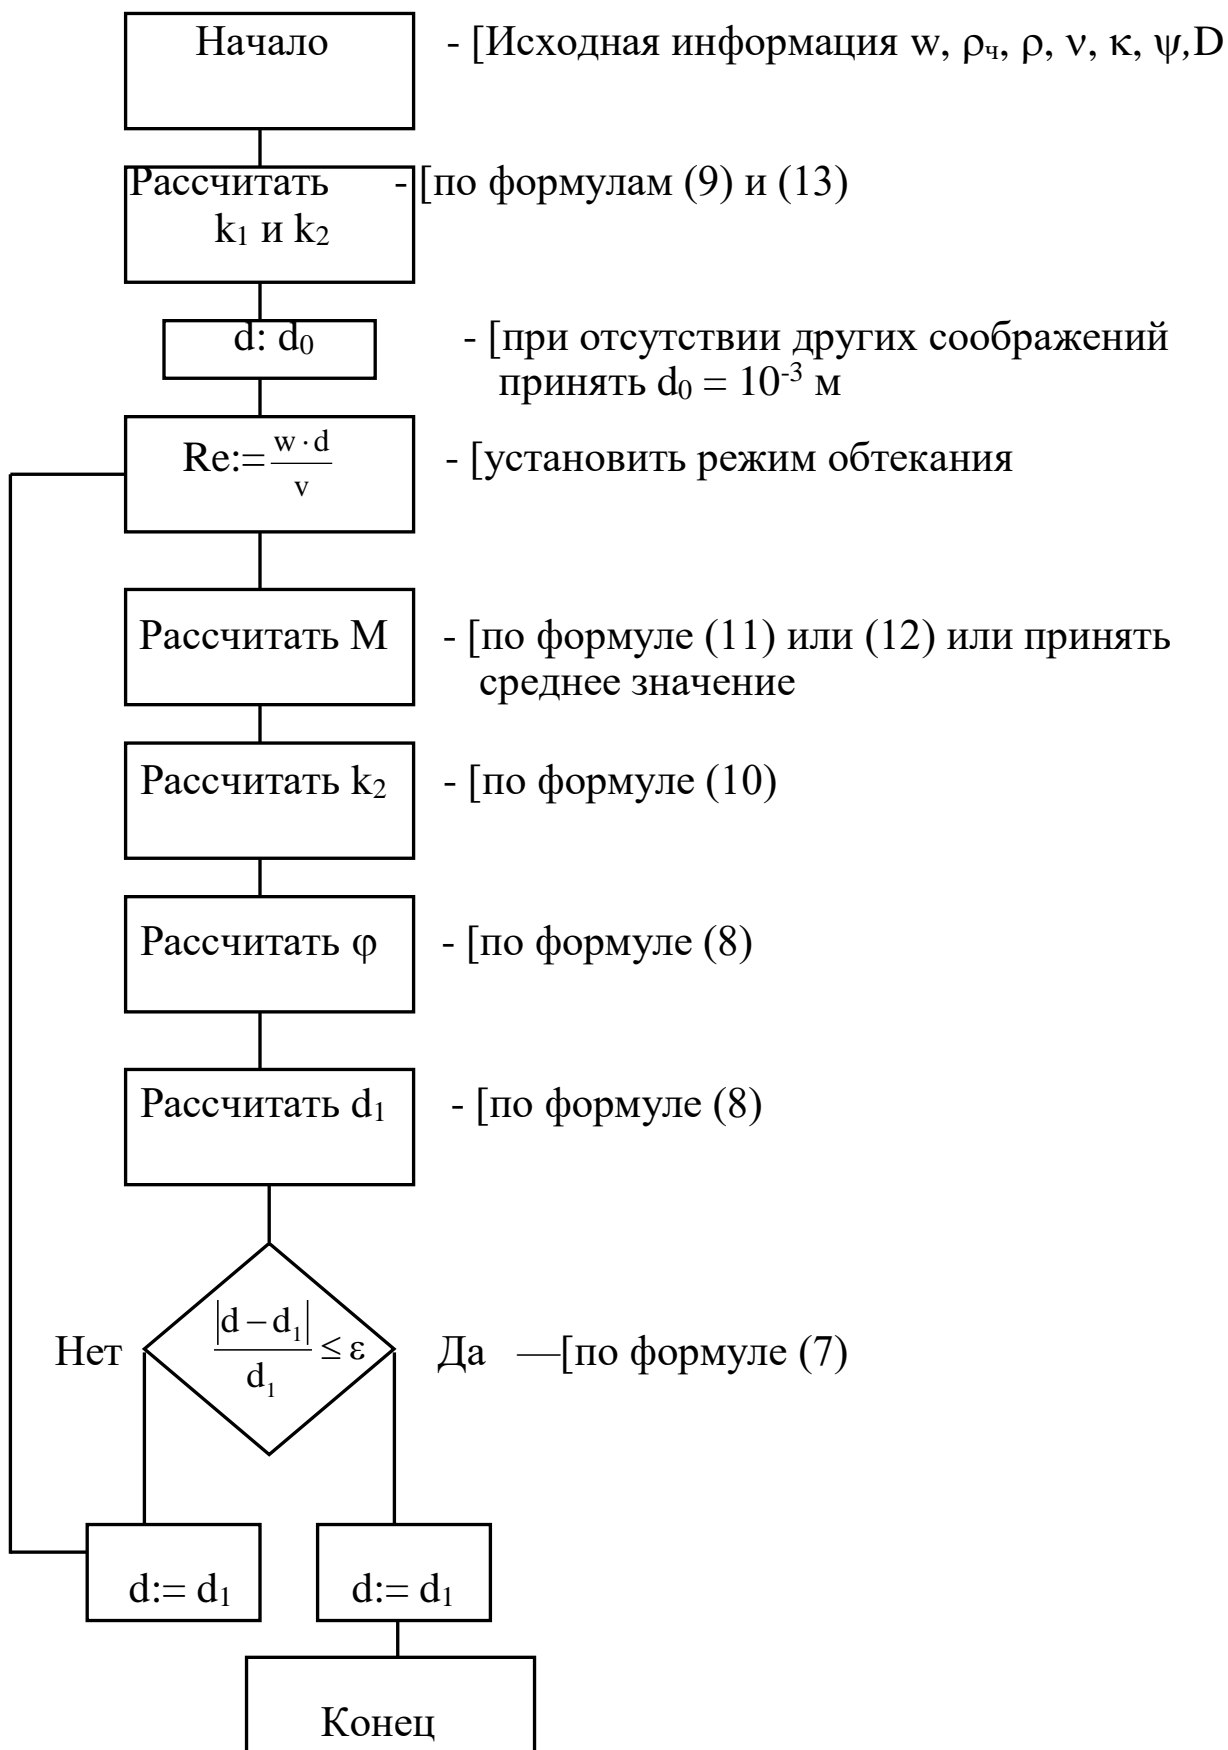 Начало - [Исходная информация w, ρч, ρ, ν, κ, ψ,D
Рассчитать - [по формулам (9) и (13)
k₁ и k₂
d: d₀ - [при отсутствии других соображений
принять d₀ = 10⁻³ м
Re:= w · d / v - [установить режим обтекания
Рассчитать М - [по формуле (11) или (12) или принять
среднее значение
Рассчитать k₂ - [по формуле (10)
Рассчитать φ - [по формуле (8)
Рассчитать d₁ - [по формуле (8)
Нет |d – d₁| / d₁ ≤ ε Да —[по формуле (7)
d:= d₁ d:= d₁
Конец